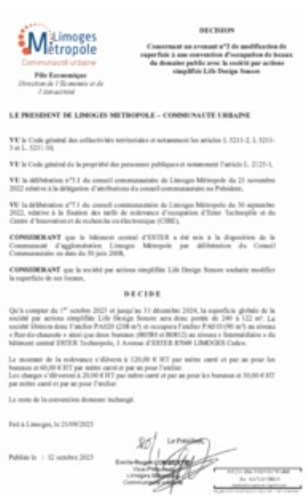 Limoges
Métropole
Communauté urbaine
Pôle Economique
Direction de l'Economie et de
l'Attractivité
DECISION
Concernant un avenant n°2 de modification de
superficie à une convention d'occupation de locaux
du domaine public avec la société par actions
simplifiée Life Design Sonore
LE PRESIDENT DE LIMOGES METROPOLE – COMMUNAUTE URBAINE
VU le Code général des collectivités territoriales et notamment les articles L 5211-2, L 5211-
9 et L 5211-10,
VU le Code général de la propriété des personnes publiques et notamment l'article L 2125-1,
VU la délibération n°5.1 du conseil communautaire de Limoges Métropole du 21 novembre
2022 relative à la délégation d'attributions du conseil communautaire au Président,
VU la délibération n°5.1 du conseil communautaire de Limoges Métropole du 30 septembre
2022, relative à la fixation des tarifs de redevance d'occupation d'Ester Technopole et du
Centre d'Innovation et de recherche en électronique (CIRE),
CONSIDERANT que le bâtiment central d'ESTER a été mis à la disposition de la
Communauté d'agglomération Limoges Métropole par délibération du Conseil
Communautaire en date du 30 juin 2008,
CONSIDERANT que la société par actions simplifiée Life Design Sonore souhaite modifier
la superficie de ses locaux,
D E C I D E
Qu'à compter du 1er octobre 2023 et jusqu'au 31 décembre 2024, la superficie globale de la
société par actions simplifiée Life Design Sonore sera donc portée de 240 à 122 m². La
société libérera donc l'atelier PAU20 (208 m²) et occupera l'atelier PAU10 (90 m²) au niveau
« Rue-du-chaussée » ainsi que deux bureaux et au niveau « Intermédiaire » du
bâtiment central ESTER Technopole, 1 Avenue d'ESTER 87069 LIMOGES Cedex.
Le montant de la redevance s'élèvera à 120,00 € HT par mètre carré et par an pour les
bureaux et 60,00 € HT par mètre carré et par an pour l'atelier.
Les charges s'élèveront à 20,00 € HT par mètre carré et par an pour les bureaux et 30,00 € HT
par mètre carré et par an pour l'atelier.
Le reste de la convention demeure inchangé.
Fait à Limoges, le 21/09/2023
Le Président,
Publiée le : 12 octobre 2023
Limoges Métropole
Communauté urbaine